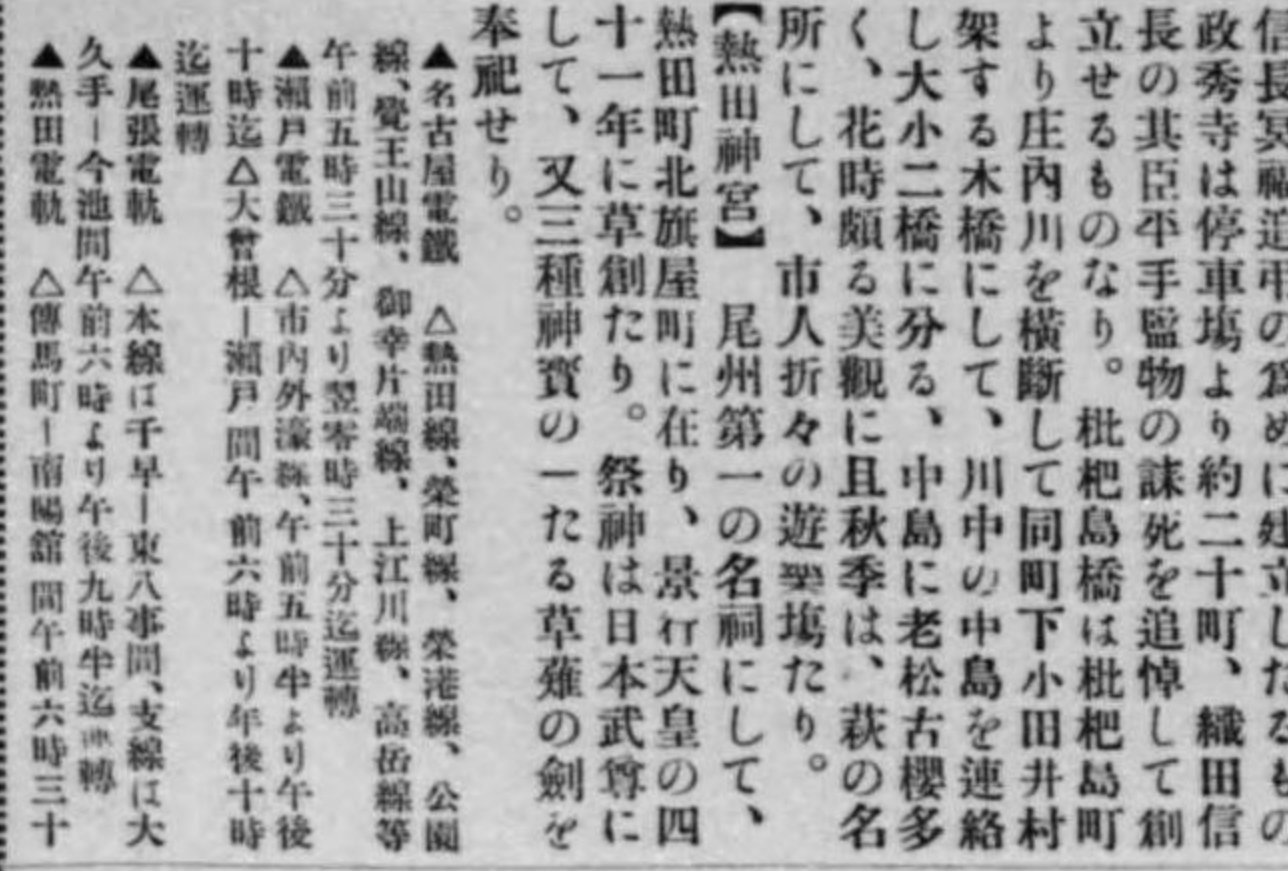 信長冥福追弔の爲めに建立したるもの
政秀寺は停車塲より約二十町、織田信
長の其臣平手監物の諫死を追悼して創
立せるものなり。枇杷島橋は枇杷島町
より庄內川を橫斷して同町下小田井村
架する木橋にして、川中の中島を連絡
し大小二橋に分る、中島に老松古櫻多
く、花時頗る美觀に且秋季は、萩の名
所にして、市人折々の遊塲たり。
【熱田神宮】 尾州第一の名祠にして、
熱田町北旗屋町に在り、景行天皇の四
十一年に草創たり。祭神は日本武尊に
して、又三種神寳の一たる草薙の劍を
奉祀せり。
▲名古屋電鐵 △熱田線、榮町線、榮港線、公園
線、覺王山線、御幸片端線、上江川線、高岳線等
午前五時三十分より翌零時三十分迄運轉
▲瀨戶電鐵 △市內外濠線、午前五時半より午後
十時迄△大曾根ー瀨戶間午前六時より年後十時
迄運轉
▲尾張電軌 △本線は千早ー東八事間、支線は大
久手ー今池間午前六時より午後九時半迄運轉
▲熱田電軌 △傳馬町ー南陽舘間午前六時三十